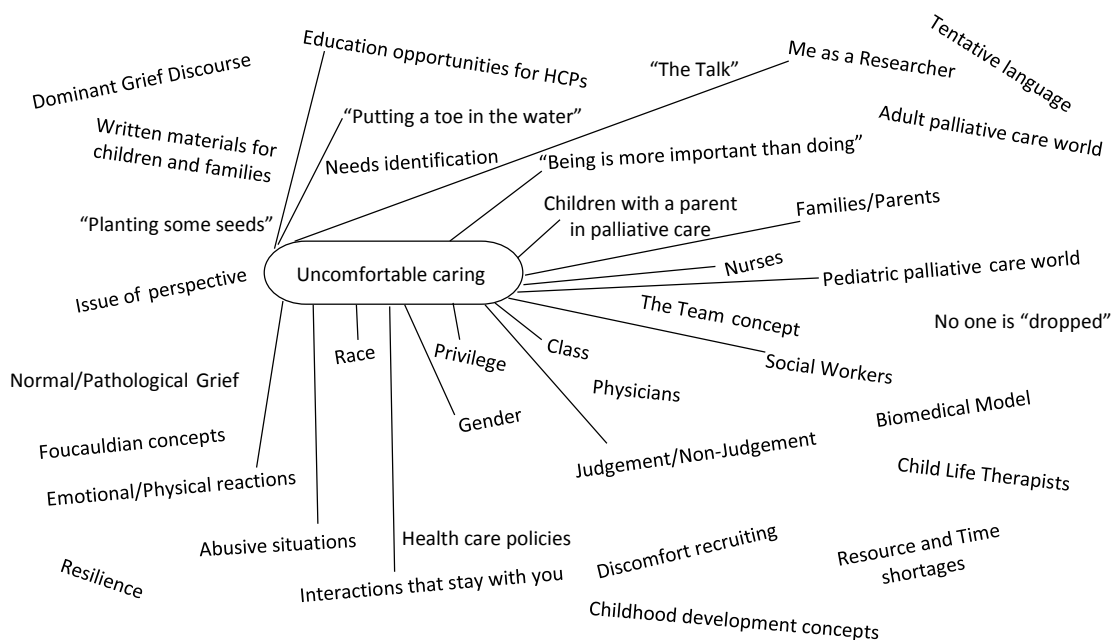 Education opportunities for HCPs
Tentative language
Dominant Grief Discourse
“The Talk”
Me as a Researcher
“Putting a toe in the water”
Adult palliative care world
Written materials for
children and families
Needs identification
“Being is more important than doing”
“Planting some seeds”
Children with a parent
in palliative care
Families/Parents
Issue of perspective
Uncomfortable caring
Nurses
Pediatric palliative care world
The Team concept
No one is “dropped”
Race
Privilege
Class
Social Workers
Normal/Pathological Grief
Physicians
Gender
Biomedical Model
Foucauldian concepts
Judgement/Non-Judgement
Child Life Therapists
Emotional/Physical reactions
Abusive situations
Health care policies
Discomfort recruiting
Resource and Time
shortages
Resilience
Interactions that stay with you
Childhood development concepts